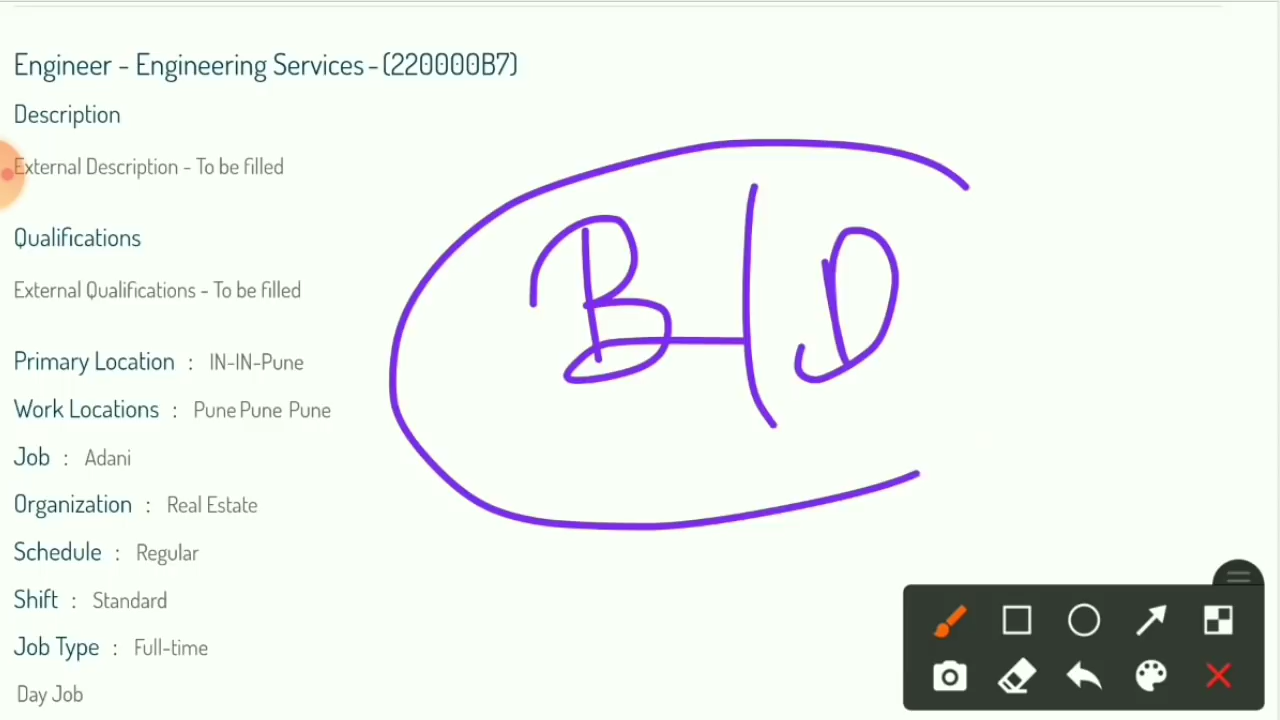 Engineer - Engineering Services - (220000B7)
Description
External Description - To be filled
Qualifications
External Qualifications - To be filled
Primary Location : IN-IN-Pune
Work Locations : Pune Pune Pune
Job : Adani
Organization : Real Estate
Schedule : Regular
Shift : Standard
Job Type : Full-time
Day Job
B | D